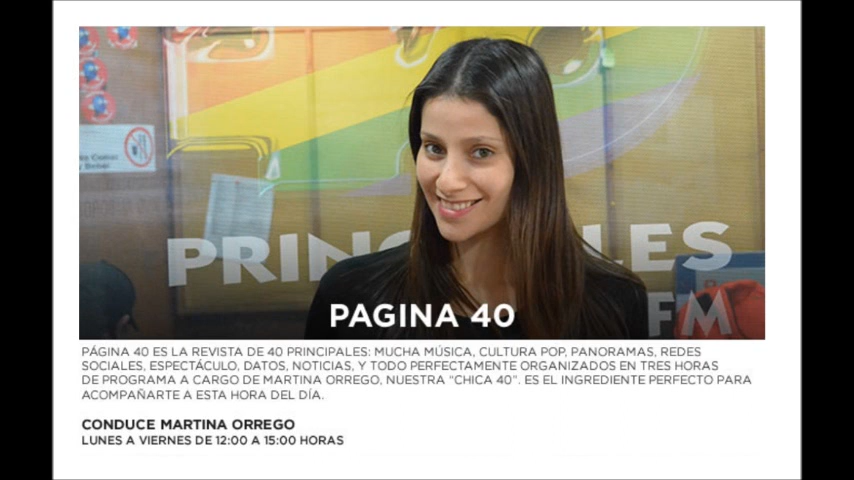 PRINCIPALES
FM
PAGINA 40
PÁGINA 40 ES LA REVISTA DE 40 PRINCIPALES: MUCHA MÚSICA, CULTURA POP, PANORAMAS, REDES
SOCIALES, ESPECTÁCULO, DATOS, NOTICIAS, Y TODO PERFECTAMENTE ORGANIZADOS EN TRES HORAS
DE PROGRAMA A CARGO DE MARTINA ORREGO, NUESTRA "CHICA 40". ES EL INGREDIENTE PERFECTO PARA
ACOMPAÑARTE A ESTA HORA DEL DÍA.
CONDUCE MARTINA ORREGO
LUNES A VIERNES DE 12:00 A 15:00 HORAS